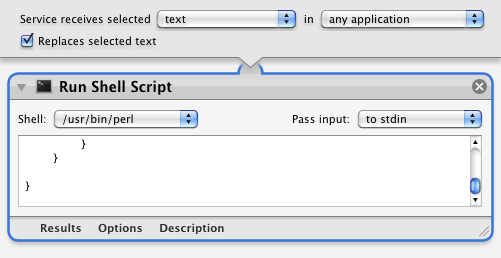 Service receives selected text in any application
Replaces selected text
Run Shell Script
Shell: /usr/bin/perl Pass input: to stdin
}
}
}
Results Options Description